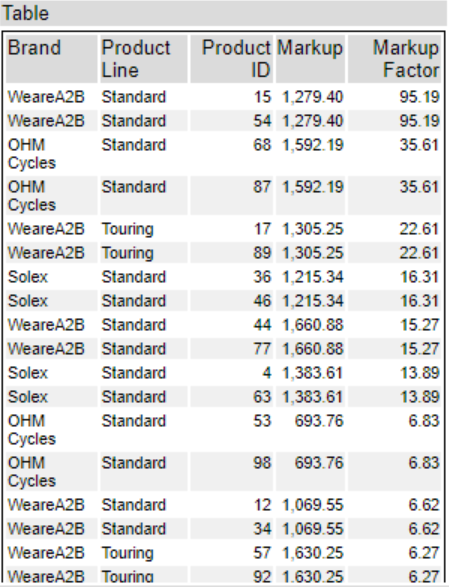 Table
Brand Product Line Product ID Markup Markup Factor
WeareA2B Standard 15 1,279.40 95.19
WeareA2B Standard 54 1,279.40 95.19
OHM Cycles Standard 68 1,592.19 35.61
OHM Cycles Standard 87 1,592.19 35.61
WeareA2B Touring 17 1,305.25 22.61
WeareA2B Touring 89 1,305.25 22.61
Solex Standard 36 1,215.34 16.31
Solex Standard 46 1,215.34 16.31
WeareA2B Standard 44 1,660.88 15.27
WeareA2B Standard 77 1,660.88 15.27
Solex Standard 4 1,383.61 13.89
Solex Standard 63 1,383.61 13.89
OHM Cycles Standard 53 693.76 6.83
OHM Cycles Standard 98 693.76 6.83
WeareA2B Standard 12 1,069.55 6.62
WeareA2B Standard 34 1,069.55 6.62
WeareA2B Touring 57 1,630.25 6.27
WeareA2B Touring 92 1,630.25 6.27